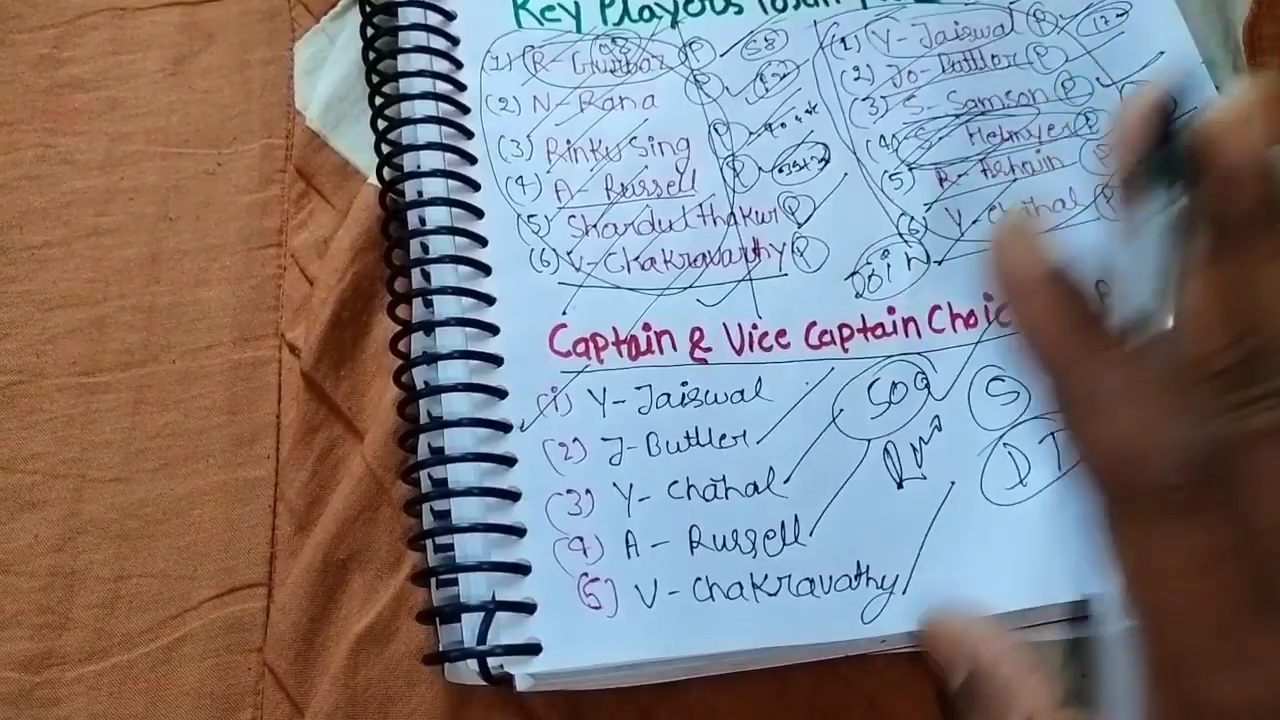 Key Players
(1) R-Gurbaz (P) 58
(2) N-Rana (P)
(3) Rinku Sing (P)
(4) A-Russell (P)
(5) Shardul Thakur (P)
(6) V-Chakravarthy (P)
(1) Y-Jaiswal (P)
(2) Jo-Buttler (P)
(3) S-Samson (P)
(4) S Hetmyer (P)
(5) R-Ashwin (P)
(6) Y-Chahal (P)
Captain & Vice Captain Choic
(1) Y-Jaiswal
(2) J-Buttler
(3) Y-Chahal
(4) A-Russell
(5) V-Chakravathy
S
D T